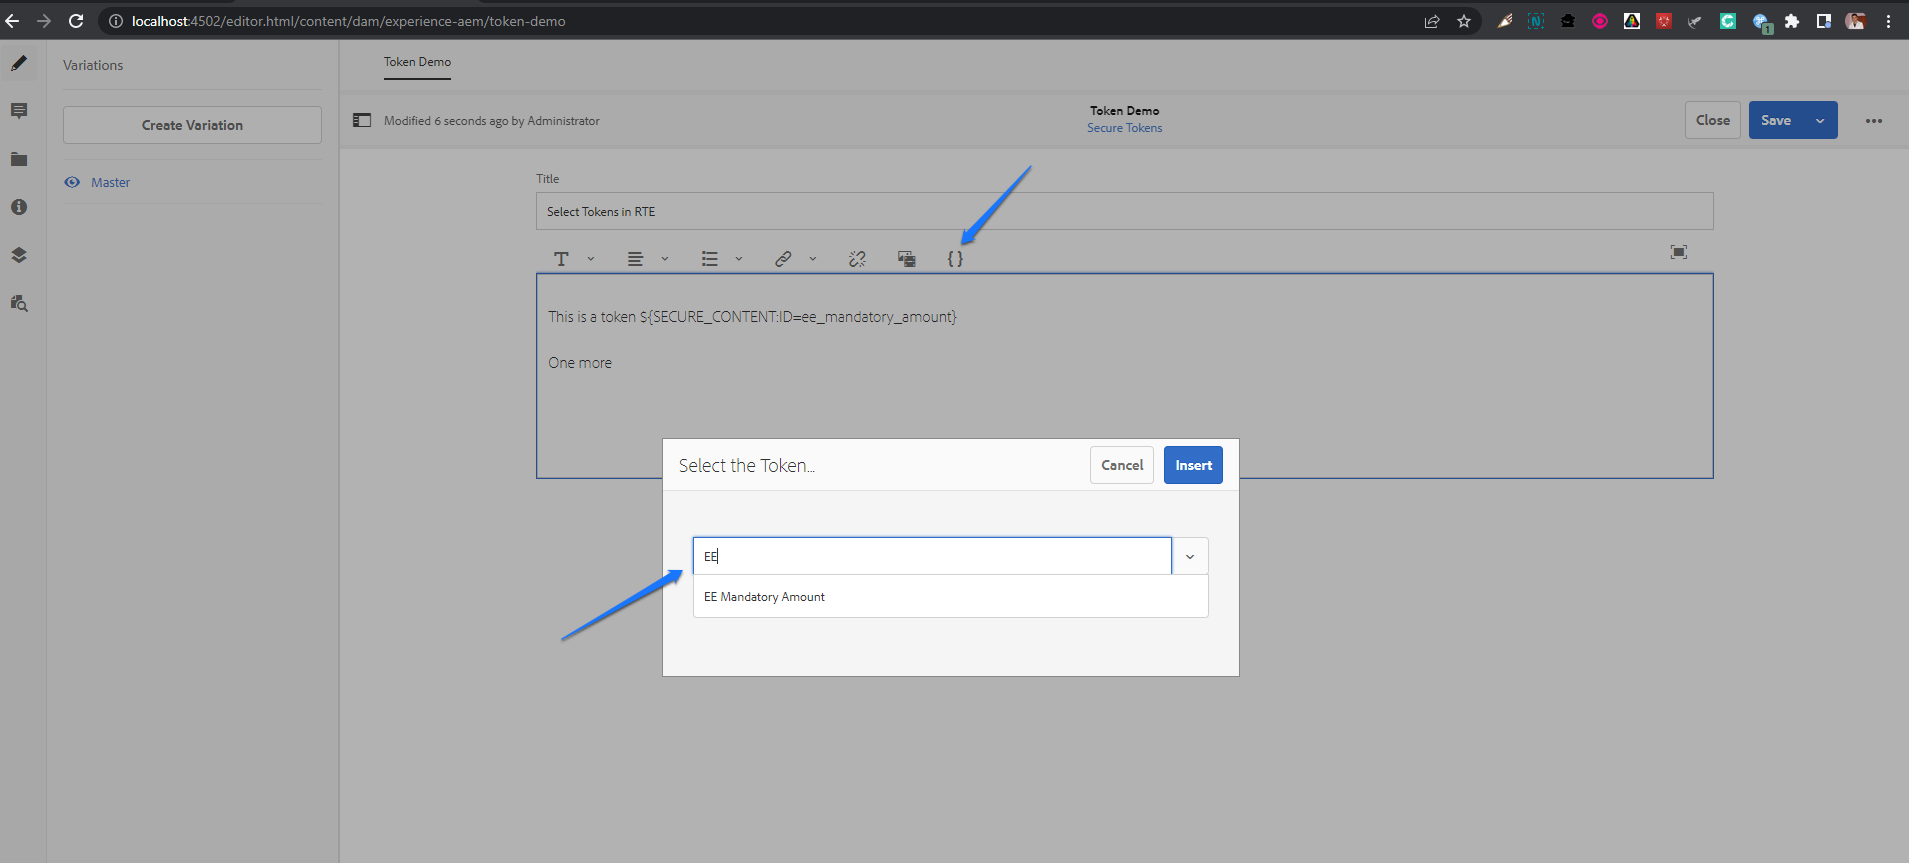 localhost:4502/editor.html/content/dam/experience-aem/token-demo
1
Variations
Create Variation
Master
Token Demo
Modified 6 seconds ago by Administrator
Token Demo
Secure Tokens
Close
Save
Title
Select Tokens in RTE
This is a token ${SECURE_CONTENT:ID=ee_mandatory_amount}
One more
Select the Token...
Cancel
Insert
EE
EE Mandatory Amount